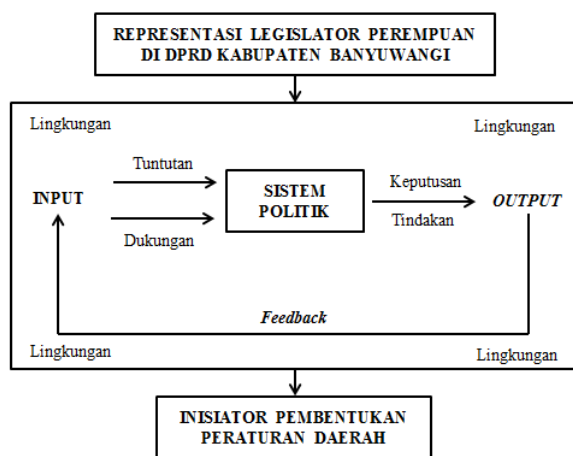 REPRESENTASI LEGISLATOR PEREMPUAN
DI DPRD KABUPATEN BANYUWANGI
Lingkungan
Lingkungan
Tuntutan
INPUT
Dukungan
SISTEM
POLITIK
Keputusan
Tindakan
OUTPUT
Feedback
Lingkungan
Lingkungan
INISIATOR PEMBENTUKAN
PERATURAN DAERAH